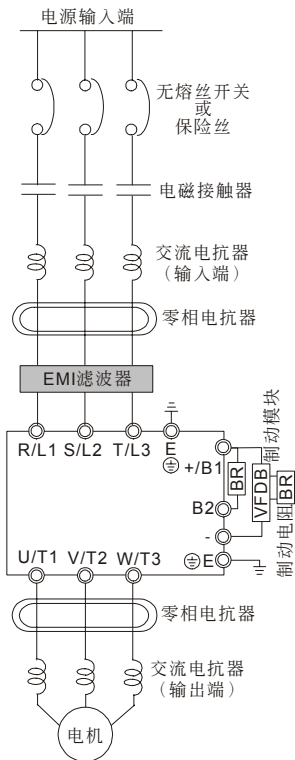 电源输入端
无熔丝开关
或
保险丝
电磁接触器
交流电抗器
（输入端）
零相电抗器
EMI滤波器
R/L1 S/L2 T/L3 E
+/B1
BR
VFDB
BR
制动模块
制动电阻
B2
-
E
U/T1 V/T2 W/T3
零相电抗器
交流电抗器
（输出端）
电机